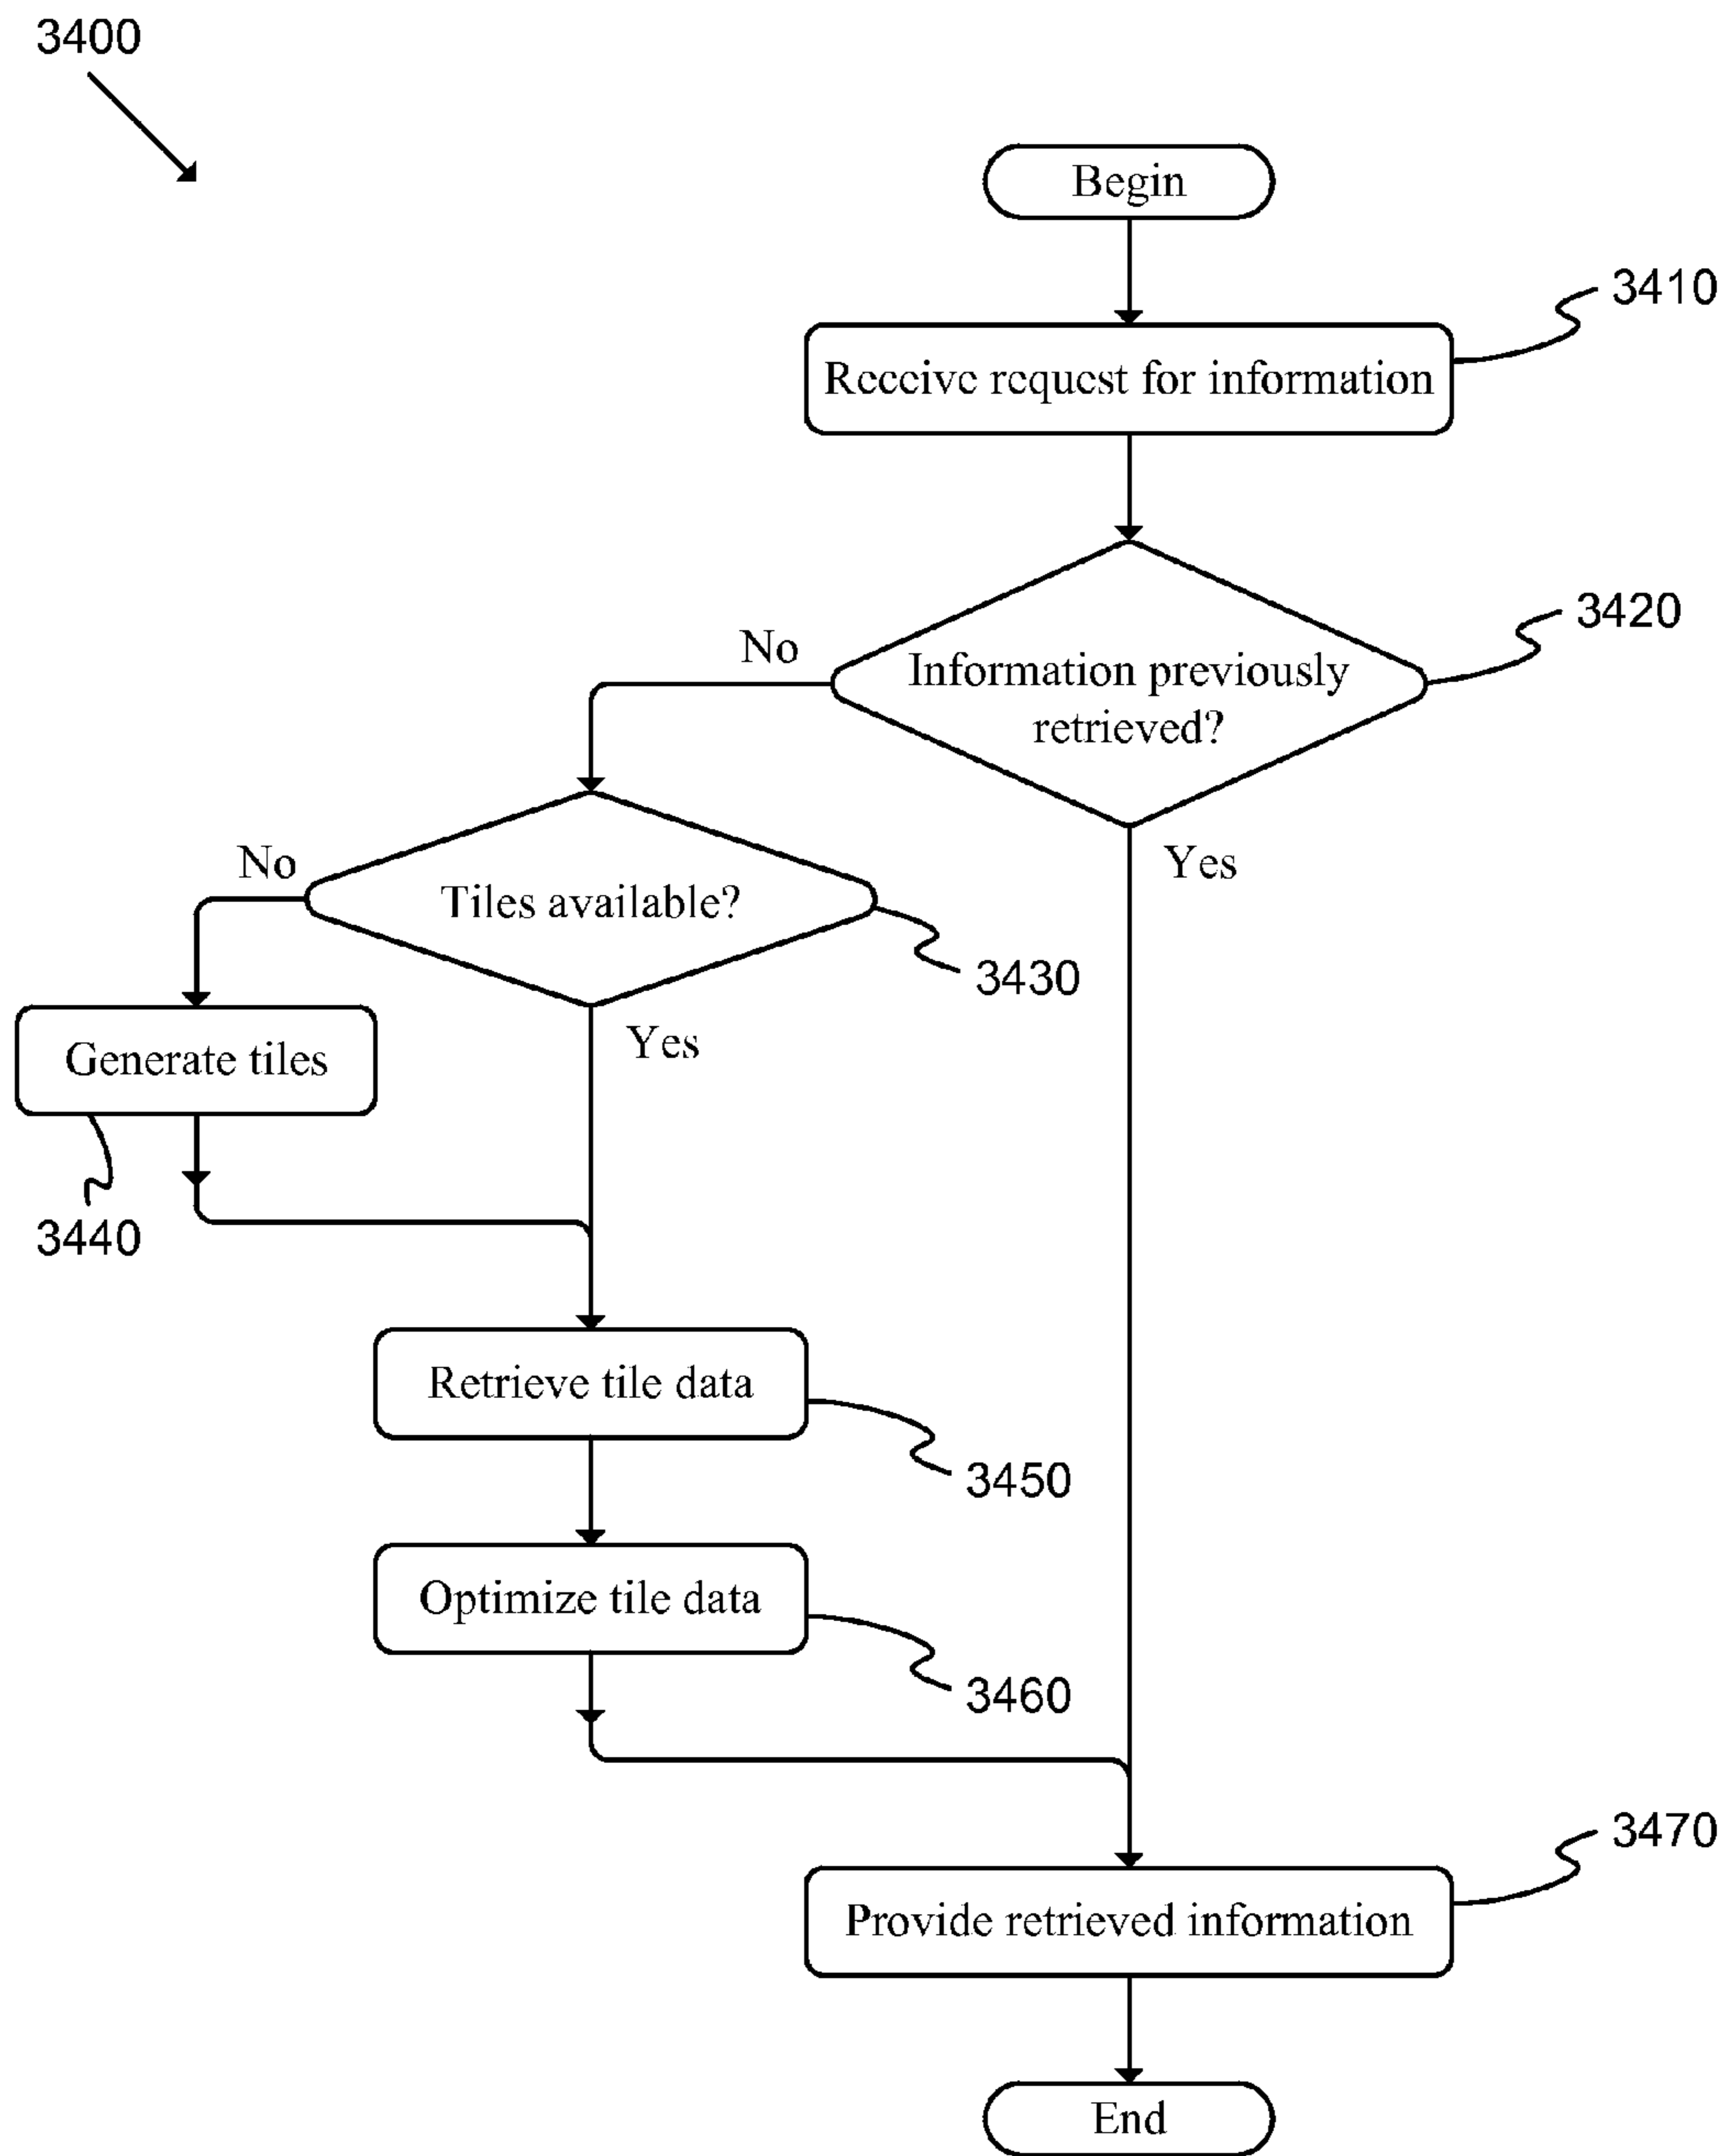 3400
Begin
3410
Receive request for information
3420
No
Information previously
retrieved?
Yes
No
Tiles available?
3430
Yes
Generate tiles
3440
Retrieve tile data
3450
Optimize tile data
3460
3470
Provide retrieved information
End